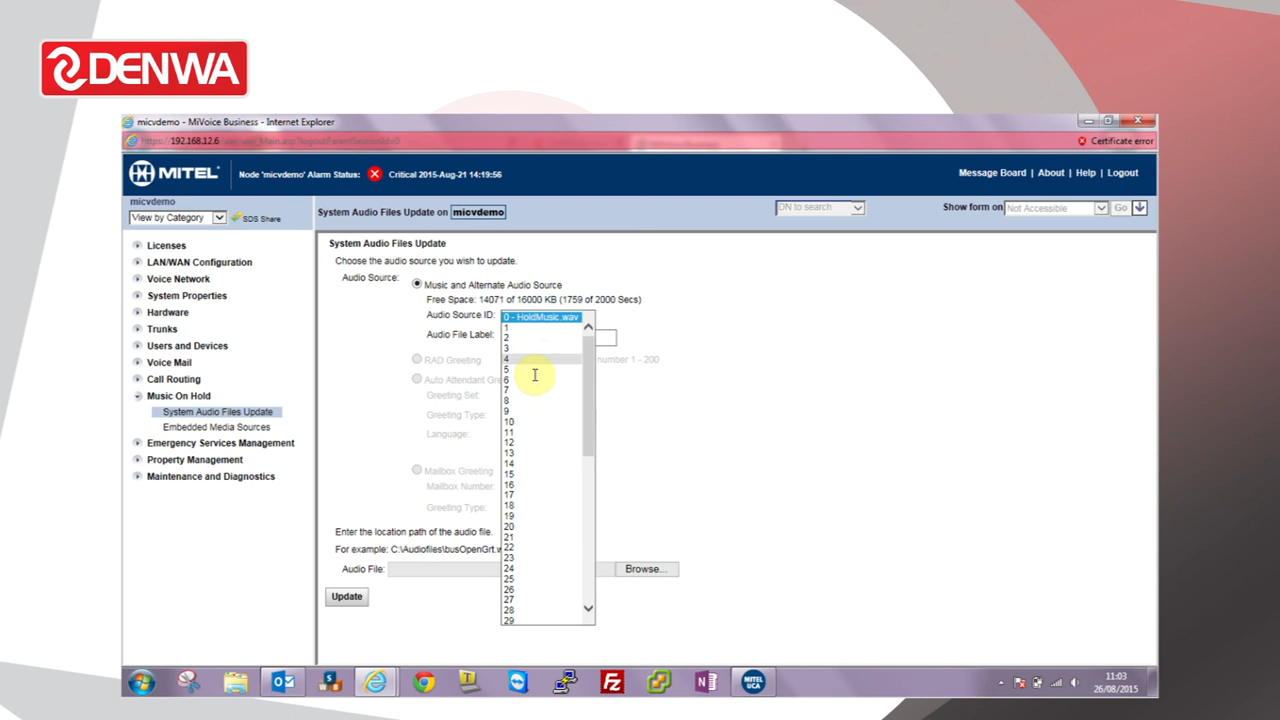 DENWA
micvdemo - MiVoice Business - Internet Explorer
192.168.12.6
Certificate error
MITEL
Node 'micvdemo' Alarm Status:
Critical 2015-Aug-21 14:19:56
Message Board | About | Help | Logout
micvdemo
View by Category
SDS Share
System Audio Files Update on micvdemo
DN to search
Show form on
Not Accessible
Go
Licenses
LAN/WAN Configuration
Voice Network
System Properties
Hardware
Trunks
Users and Devices
Voice Mail
Call Routing
Music On Hold
System Audio Files Update
Embedded Media Sources
Emergency Services Management
Property Management
Maintenance and Diagnostics
System Audio Files Update
Choose the audio source you wish to update.
Audio Source:
Music and Alternate Audio Source
Free Space: 14071 of 16000 KB (1759 of 2000 Secs)
Audio Source ID:
Audio File Label:
RAD Greeting
number 1 - 200
Auto Attendant Gre
Greeting Set:
Greeting Type:
Language:
Mailbox Greeting
Mailbox Number:
Greeting Type:
0 - HoldMusic.wav
1
2
3
4
5
6
7
8
9
10
11
12
13
14
15
16
17
18
19
20
21
22
23
24
25
26
27
28
29
Enter the location path of the audio file.
For example: C:\Audiofiles\busOpenGrt.w
Audio File:
Browse...
Update
MITEL
UCA
11:03
26/08/2015